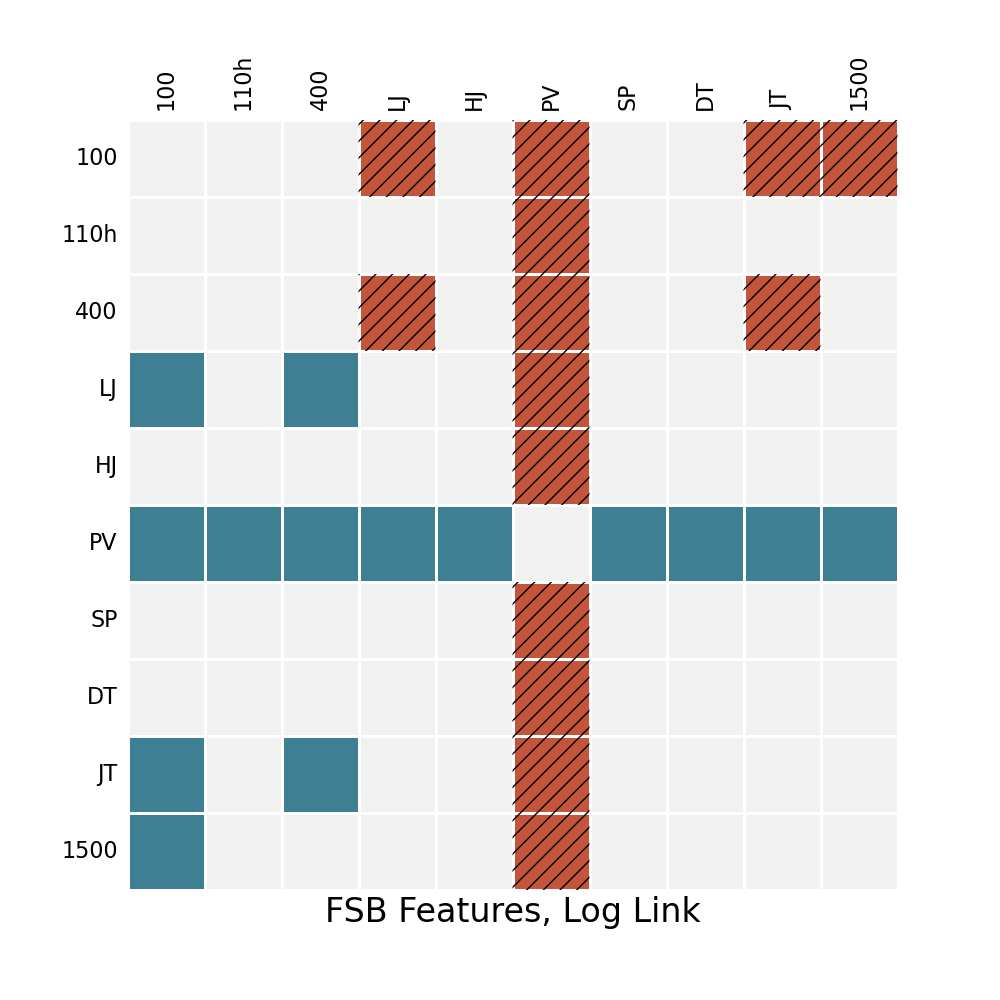 100 110h 400 LJ HJ PV SP DT JT 1500
100
110h
400
LJ
HJ
PV
SP
DT
JT
1500
FSB Features, Log Link